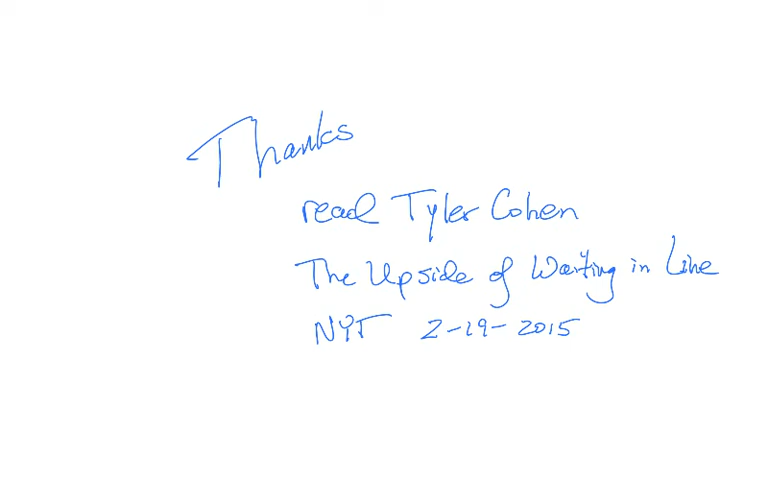 Thanks
read Tyler Cohen
The Upside of Waiting in Line
NYT 2-19-2015